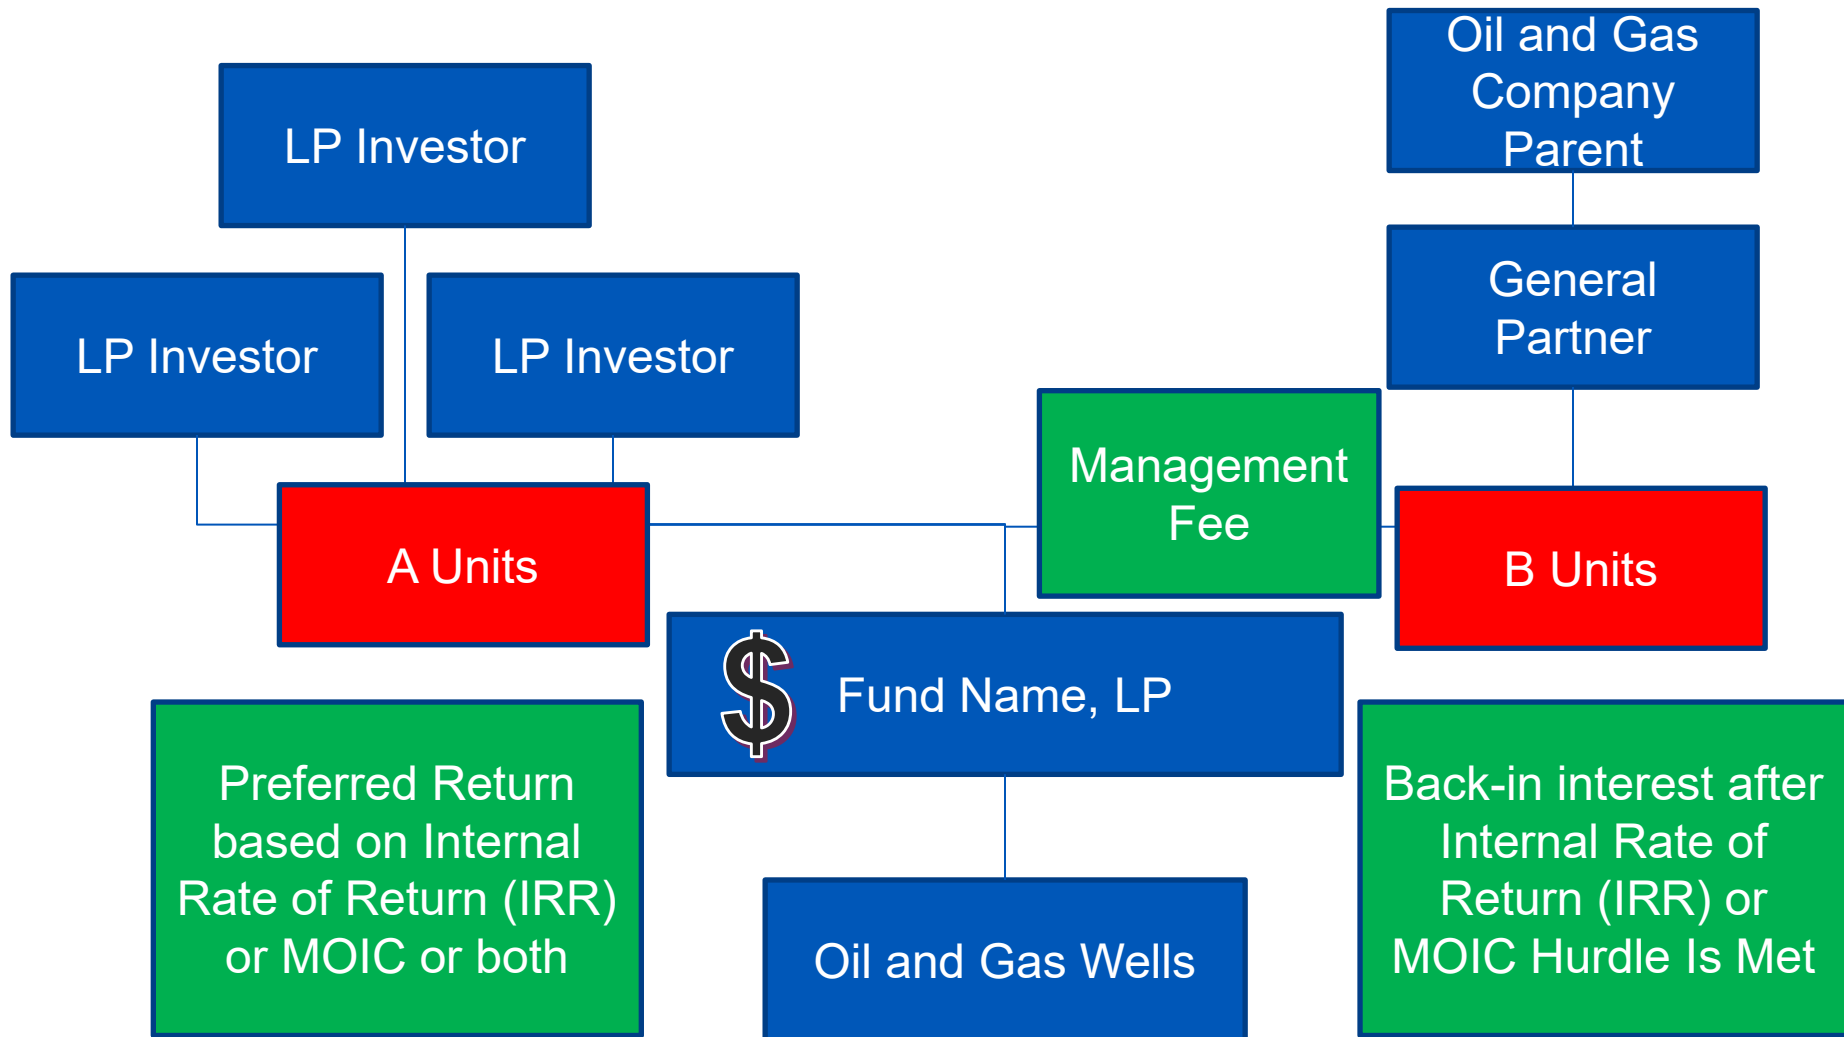 Oil and Gas
Company
Parent
LP Investor
General
Partner
LP Investor
LP Investor
Management
Fee
A Units
B Units
$
Fund Name, LP
Preferred Return
based on Internal
Rate of Return (IRR)
or MOIC or both
Back-in interest after
Internal Rate of
Return (IRR) or
MOIC Hurdle Is Met
Oil and Gas Wells